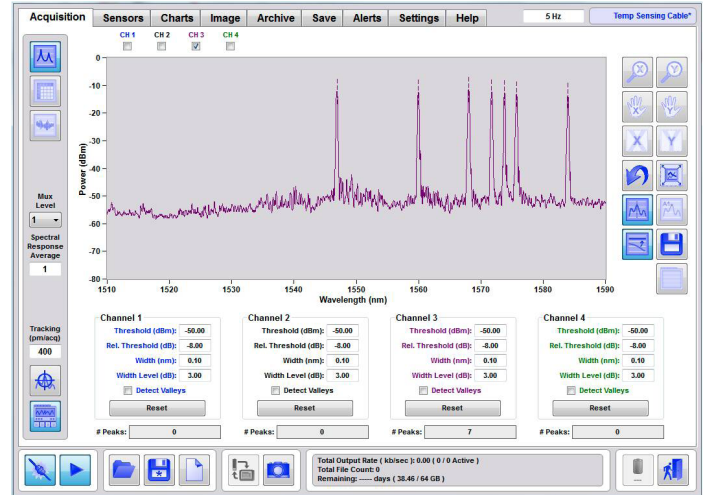 Acquisition Sensors Charts Image Archive Save Alerts Settings Help 5 Hz Temp Sensing Cable*
CH 1 CH 2 CH 3 CH 4
0
-10
-20
-30
-40
-50
-60
-70
-80
Power (dBm)
1510 1520 1530 1540 1550 1560 1570 1580 1590
Wavelength (nm)
Mux
Level
1
Spectral
Response
Average
1
Tracking
(pm/acq)
400
X Y
X Y
X Y
Channel 1
Threshold (dBm): -50.00
Rel. Threshold (dB): -8.00
Width (nm): 0.10
Width Level (dB): 3.00
Detect Valleys
Reset
# Peaks: 0
Channel 2
Threshold (dBm): -50.00
Rel. Threshold (dB): -8.00
Width (nm): 0.10
Width Level (dB): 3.00
Detect Valleys
Reset
# Peaks: 0
Channel 3
Threshold (dBm): -50.00
Rel. Threshold (dB): -8.00
Width (nm): 0.10
Width Level (dB): 3.00
Detect Valleys
Reset
# Peaks: 7
Channel 4
Threshold (dBm): -50.00
Rel. Threshold (dB): -8.00
Width (nm): 0.10
Width Level (dB): 3.00
Detect Valleys
Reset
# Peaks: 0
Total Output Rate ( kb/sec ): 0.00 ( 0 / 0 Active )
Total File Count: 0
Remaining: ---- days ( 38.46 / 64 GB )